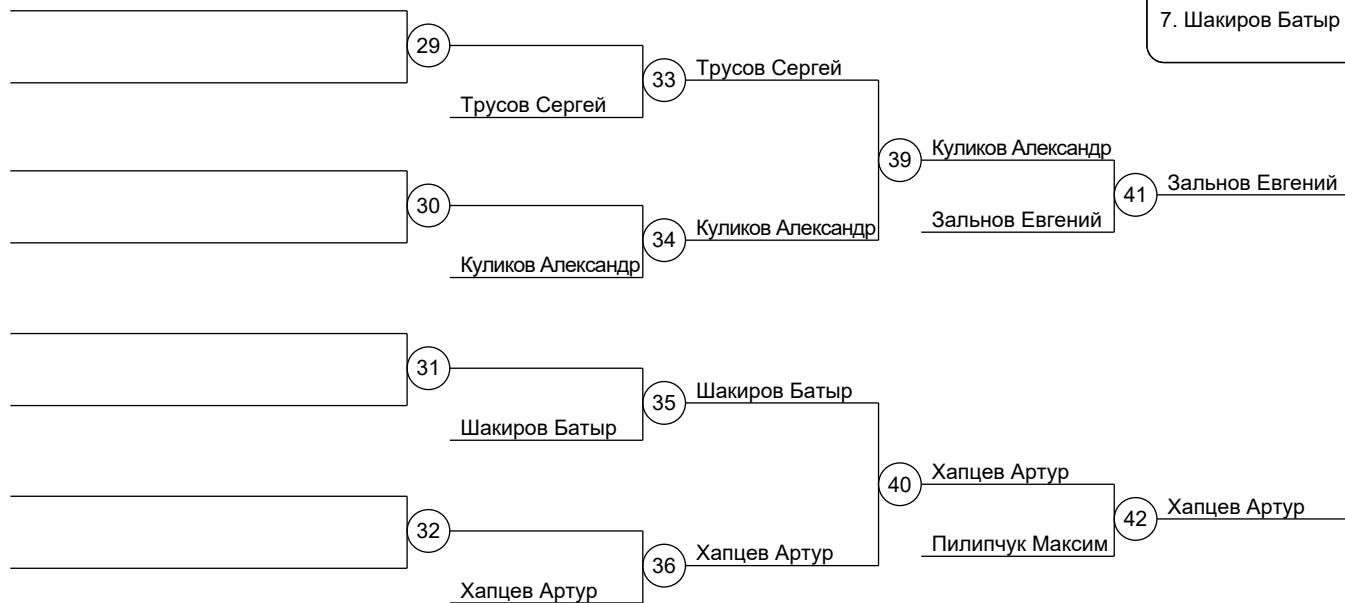 7. Шакиров Батыр
29
33
Трусов Сергей
Трусов Сергей
39
Куликов Александр
41
Зальнов Евгений
30
34
Куликов Александр
Зальнов Евгений
Куликов Александр
31
35
Шакиров Батыр
Шакиров Батыр
40
Хапцев Артур
42
Хапцев Артур
32
36
Хапцев Артур
Пилипчук Максим
Хапцев Артур